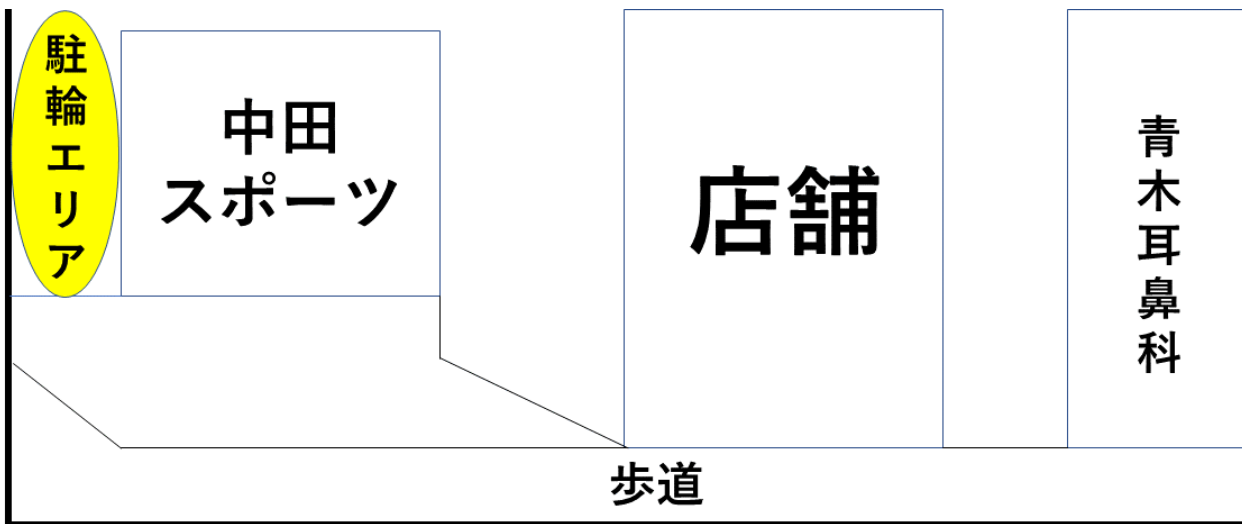 駐輪エリア
中田
スポーツ
店舗
青木耳鼻科
歩道